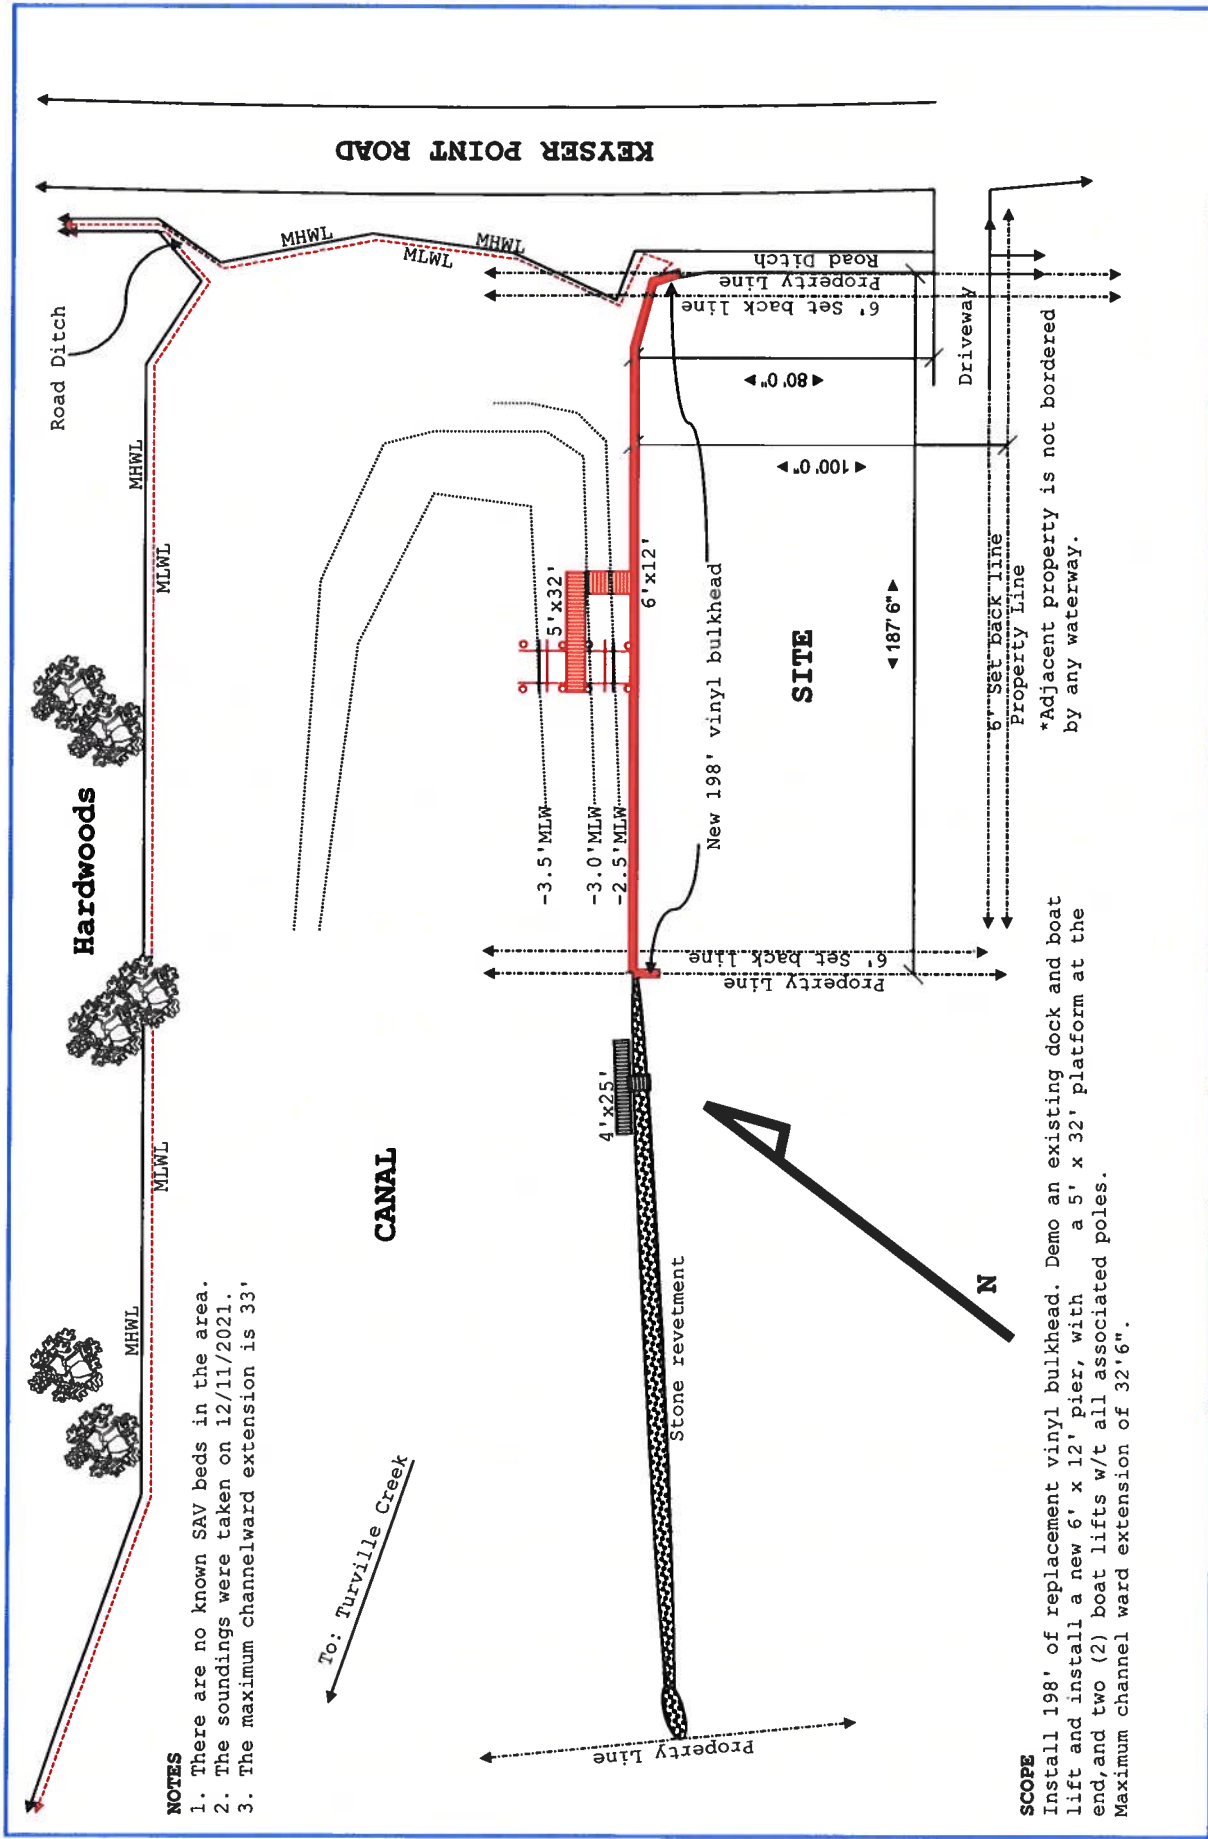 KEYSER POINT ROAD
Road Ditch
MHWL
MLWL
MHWL
MHWL
MLWL
Road Ditch
Property Line
6' Set back line
Driveway
80'0"
100'0"
Hardwoods
5'x32'
6'x12'
New 198' vinyl bulkhead
SITE
187'6"
6' Set back line
Property Line
*Adjacent property is not bordered
by any waterway.
-3.5'MLW
-3.0'MLW
-2.5'MLW
6' Set back line
Property Line
MLWL
MHWL
CANAL
4'x25'
Stone revetment
N
To: Turville Creek
Property Line
NOTES
1. There are no known SAV beds in the area.
2. The soundings were taken on 12/11/2021.
3. The maximum channelward extension is 33'
SCOPE
Install 198' of replacement vinyl bulkhead. Demo an existing dock and boat
lift and install a new 6' x 12' pier, with a 5' x 32' platform at the
end,and two (2) boat lifts w/t all associated poles.
Maximum channel ward extension of 32'6".